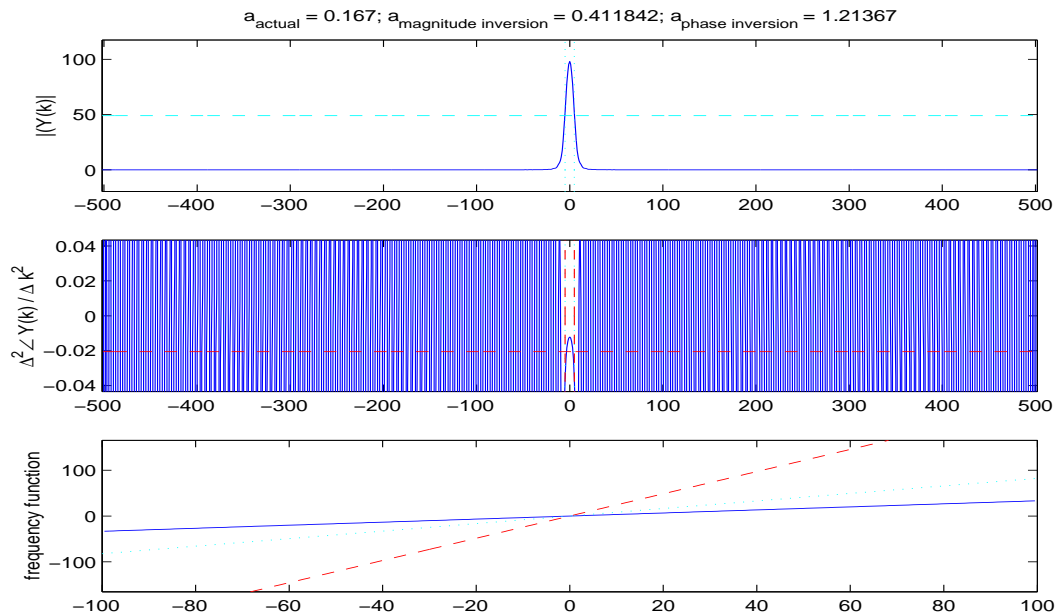 a_actual = 0.167; a_magnitude inversion = 0.411842; a_phase inversion = 1.21367
|(Y(k)|
100
50
0
−500 −400 −300 −200 −100 0 100 200 300 400 500
Δ² ∠ Y(k) / Δ k²
0.04
0.02
0
−0.02
−0.04
−500 −400 −300 −200 −100 0 100 200 300 400 500
frequency function
100
0
−100
−100 −80 −60 −40 −20 0 20 40 60 80 100